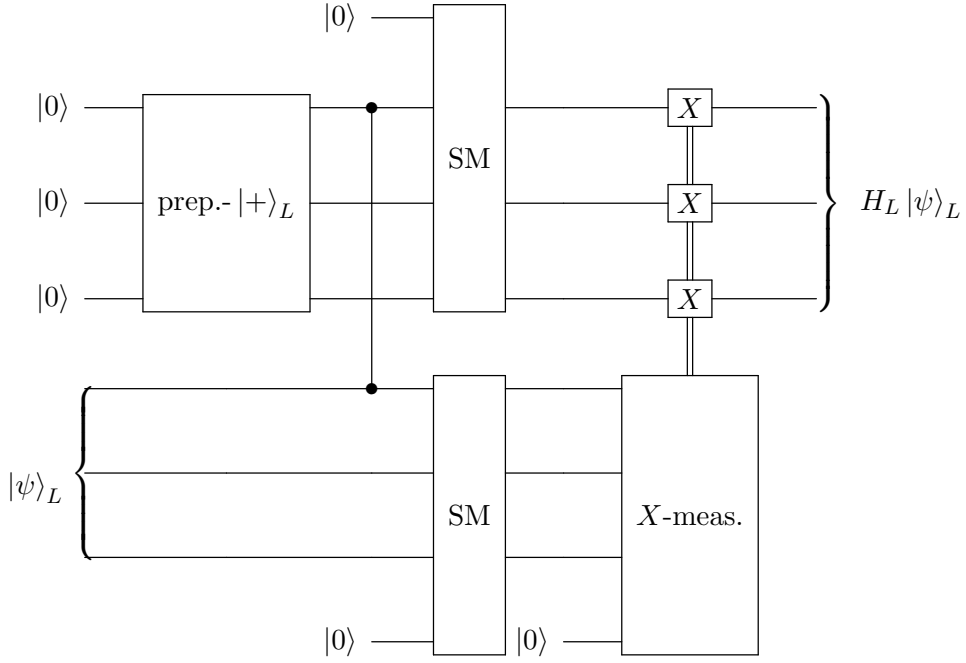 |0⟩
|0⟩
|0⟩
|0⟩
prep.- |+⟩_L
SM
X
X
X
H_L |ψ⟩_L
|ψ⟩_L
SM
X-meas.
|0⟩
|0⟩